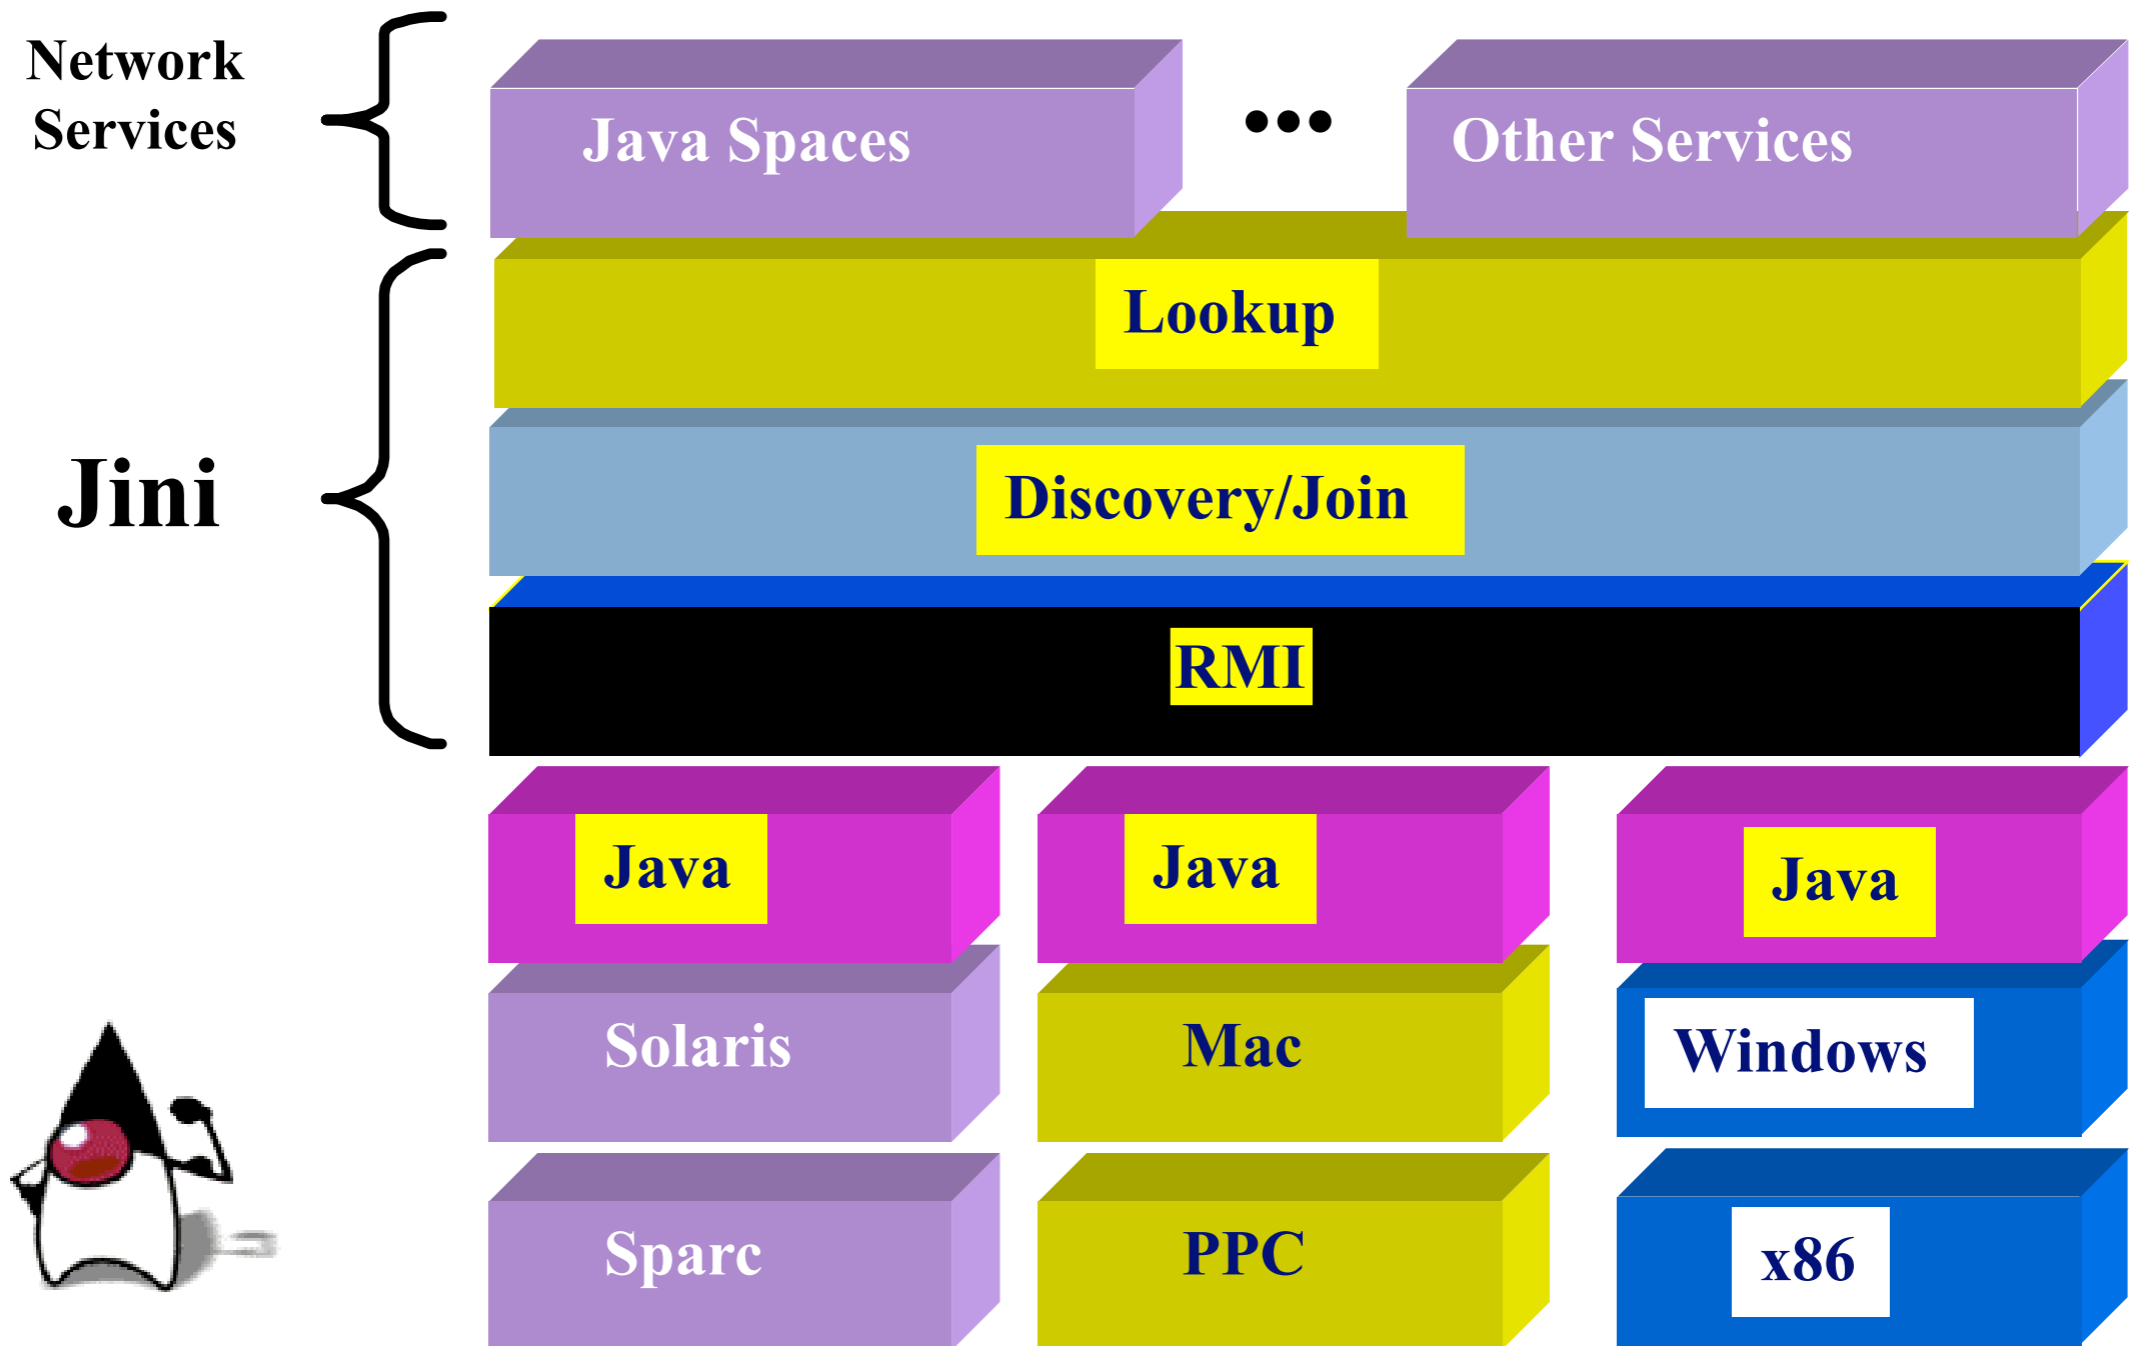 Network
Services
Java Spaces
•••
Other Services
Lookup
Jini
Discovery/Join
RMI
Java
Java
Java
Solaris
Mac
Windows
Sparc
PPC
x86